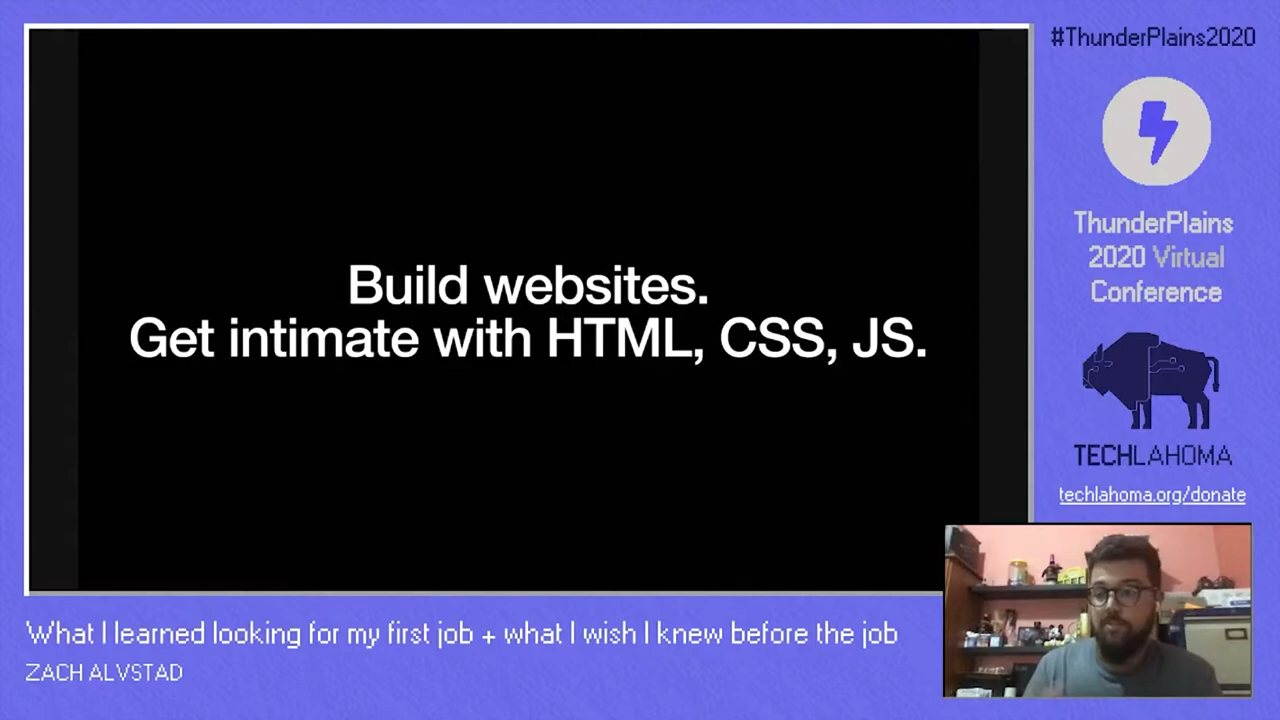 Build websites.
Get intimate with HTML, CSS, JS.
#ThunderPlains2020
ThunderPlains
2020 Virtual
Conference
TECHLAHOMA
techlahoma.org/donate
What I learned looking for my first job + what I wish I knew before the job
ZACH ALVSTAD